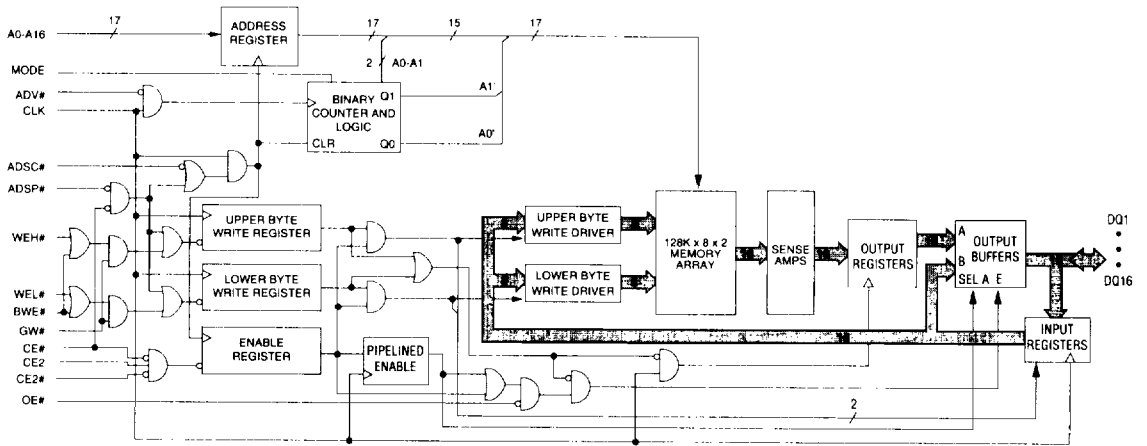 A0-A16
17
ADDRESS
REGISTER
17
15
17
2
A0-A1
MODE
ADV#
CLK
BINARY
COUNTER AND
LOGIC
Q1
CLR
Q0
A1'
A0'
ADSC#
ADSP#
WEH#
UPPER BYTE
WRITE REGISTER
LOWER BYTE
WRITE REGISTER
WEL#
BWE#
GW#
CE#
CE2
CE2#
OE#
ENABLE
REGISTER
PIPELINED
ENABLE
UPPER BYTE
WRITE DRIVER
LOWER BYTE
WRITE DRIVER
128K x 8 x 2
MEMORY
ARRAY
SENSE
AMPS
OUTPUT
REGISTERS
A
OUTPUT
BUFFERS
B
SEL A E
DQ1
DQ16
INPUT
REGISTERS
2